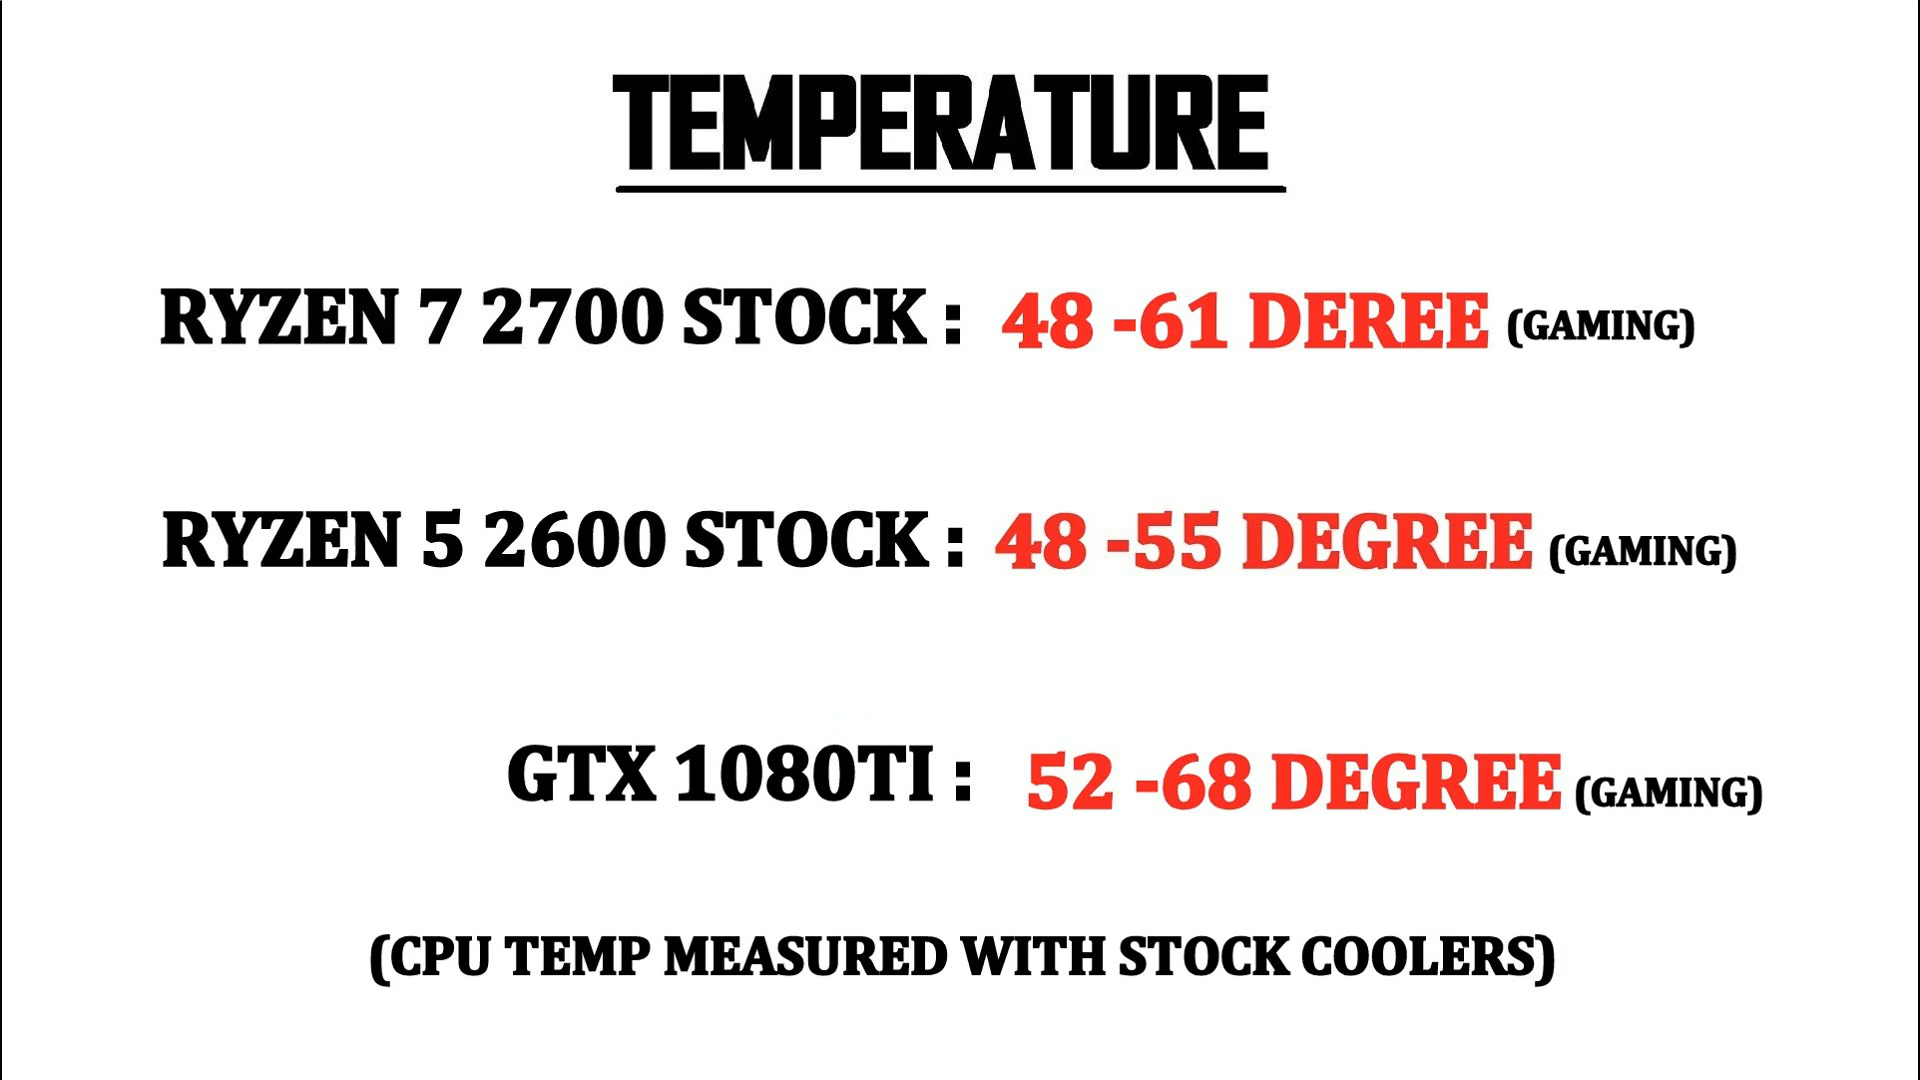 TEMPERATURE
RYZEN 7 2700 STOCK : 48 -61 DEREE (GAMING)
RYZEN 5 2600 STOCK : 48 -55 DEGREE (GAMING)
GTX 1080TI : 52 -68 DEGREE (GAMING)
(CPU TEMP MEASURED WITH STOCK COOLERS)